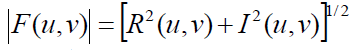 |F(u,v)| = [R²(u,v) + I²(u,v)]^{1/2}